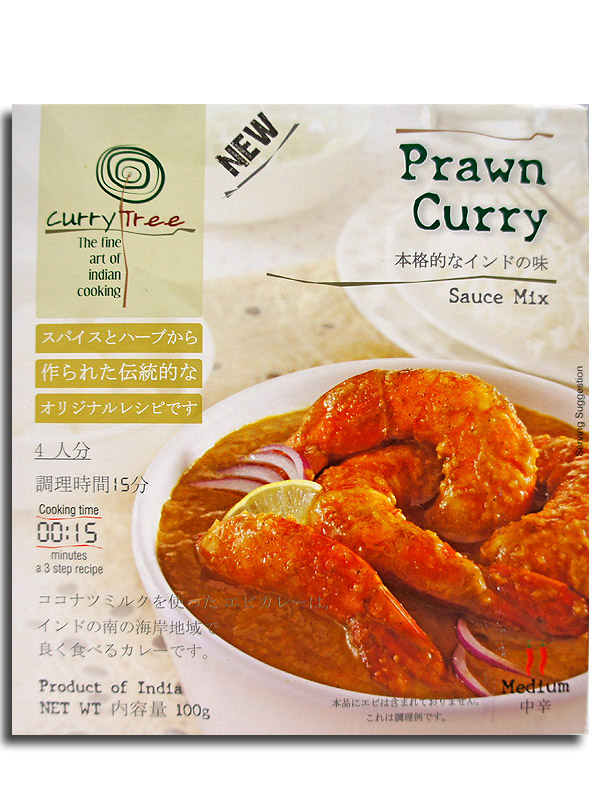 NEW
Prawn
Curry
本格的なインドの味
Sauce Mix
curry Tree
The fine
art of
indian
cooking
スパイスとハーブから
作られた伝統的な
オリジナルレシピです
4 人分
調理時間15分
Cooking time
00:15
minutes
a 3 step recipe
Serving Suggestion
ココナツミルクを使った エビカレーは、
インドの南の海岸地域で
良く食べるカレーです。
Product of India
NET WT 内容量 100g
本品にエビは含まれておりません。
これは調理例です。
Medium
中辛